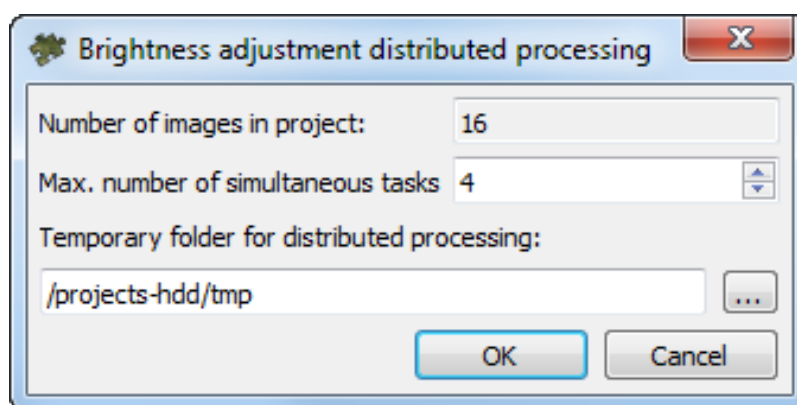 Brightness adjustment distributed processing
Number of images in project: 16
Max. number of simultaneous tasks 4
Temporary folder for distributed processing:
/projects-hdd/tmp ...
OK Cancel